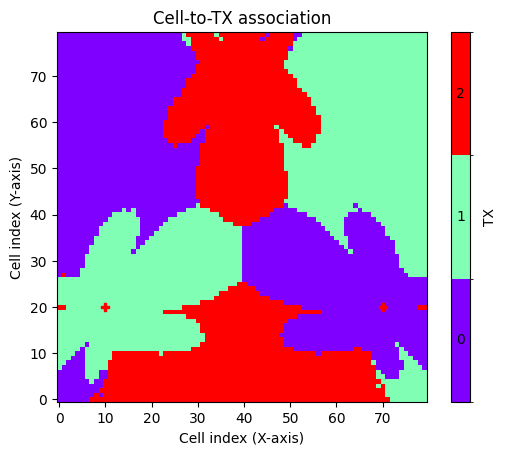 Cell-to-TX association
Cell index (Y-axis)
70
60
50
40
30
20
10
0
0 10 20 30 40 50 60 70
Cell index (X-axis)
2
1
0
TX